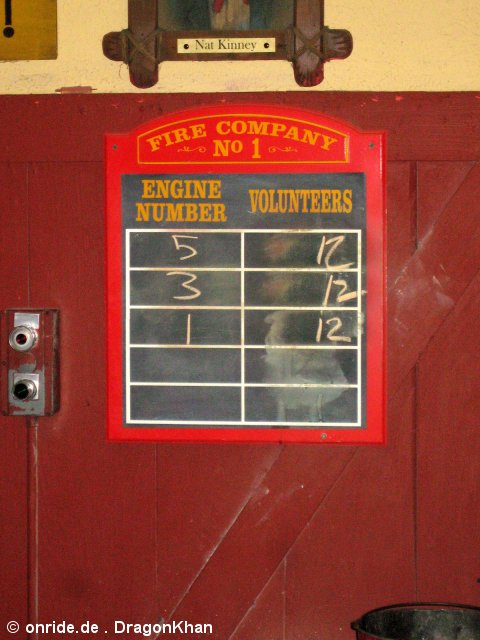 !
Nat Kinney
FIRE COMPANY
No 1
ENGINE NUMBER
VOLUNTEERS
5 12
3 12
1 12
© onride.de . DragonKhan